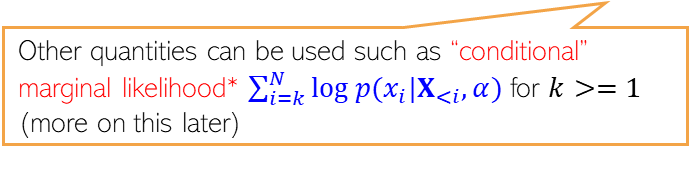 Other quantities can be used such as “conditional”
marginal likelihood* ∑_{i=k}^{N} log p(x_i|𝐗_{<i}, α) for k >= 1
(more on this later)